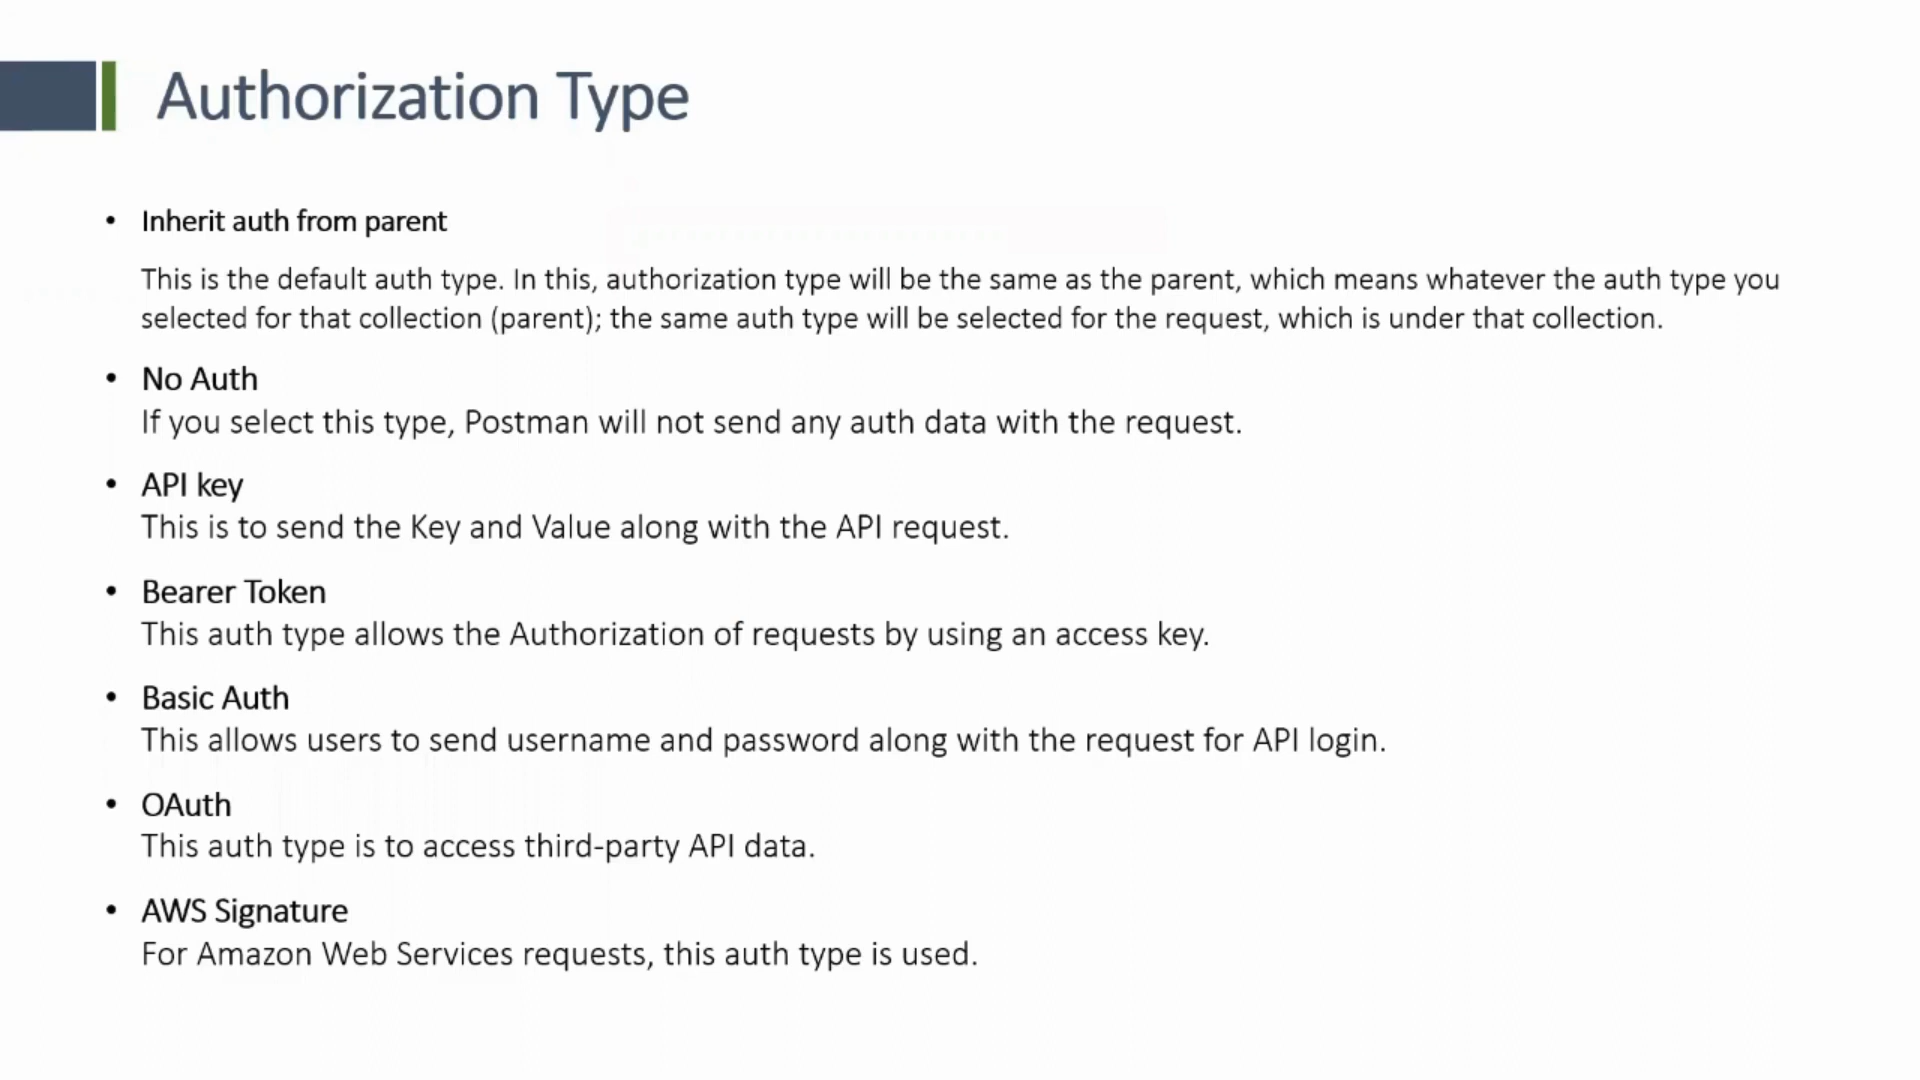 Authorization Type
• Inherit auth from parent
This is the default auth type. In this, authorization type will be the same as the parent, which means whatever the auth type you
selected for that collection (parent); the same auth type will be selected for the request, which is under that collection.
• No Auth
If you select this type, Postman will not send any auth data with the request.
• API key
This is to send the Key and Value along with the API request.
• Bearer Token
This auth type allows the Authorization of requests by using an access key.
• Basic Auth
This allows users to send username and password along with the request for API login.
• OAuth
This auth type is to access third-party API data.
• AWS Signature
For Amazon Web Services requests, this auth type is used.